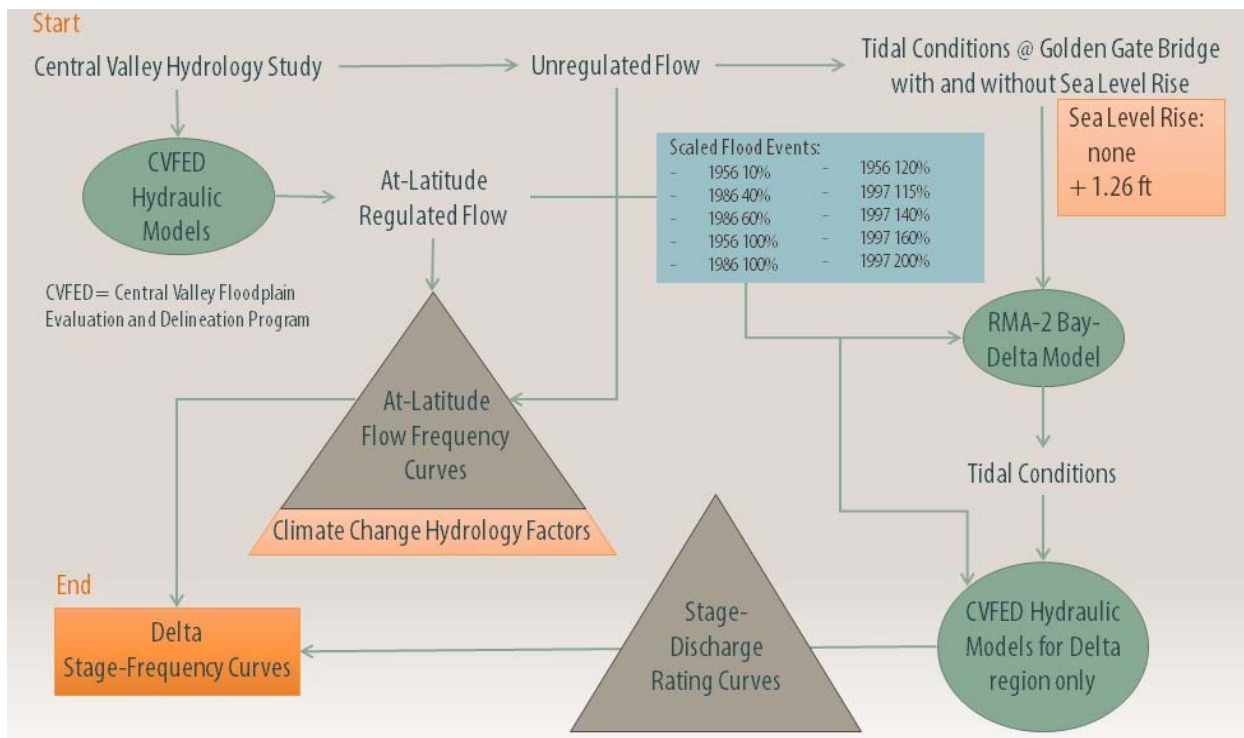 Start
Central Valley Hydrology Study
Unregulated Flow
Tidal Conditions @ Golden Gate Bridge
with and without Sea Level Rise
Sea Level Rise:
none
+ 1.26 ft
CVFED
Hydraulic
Models
At-Latitude
Regulated Flow
Scaled Flood Events:
- 1956 10%
- 1986 40%
- 1986 60%
- 1956 100%
- 1986 100%
- 1956 120%
- 1997 115%
- 1997 140%
- 1997 160%
- 1997 200%
CVFED = Central Valley Floodplain
Evaluation and Delineation Program
RMA-2 Bay-
Delta Model
At-Latitude
Flow Frequency
Curves
Climate Change Hydrology Factors
Tidal Conditions
End
Delta
Stage-Frequency Curves
Stage-
Discharge
Rating Curves
CVFED Hydraulic
Models for Delta
region only